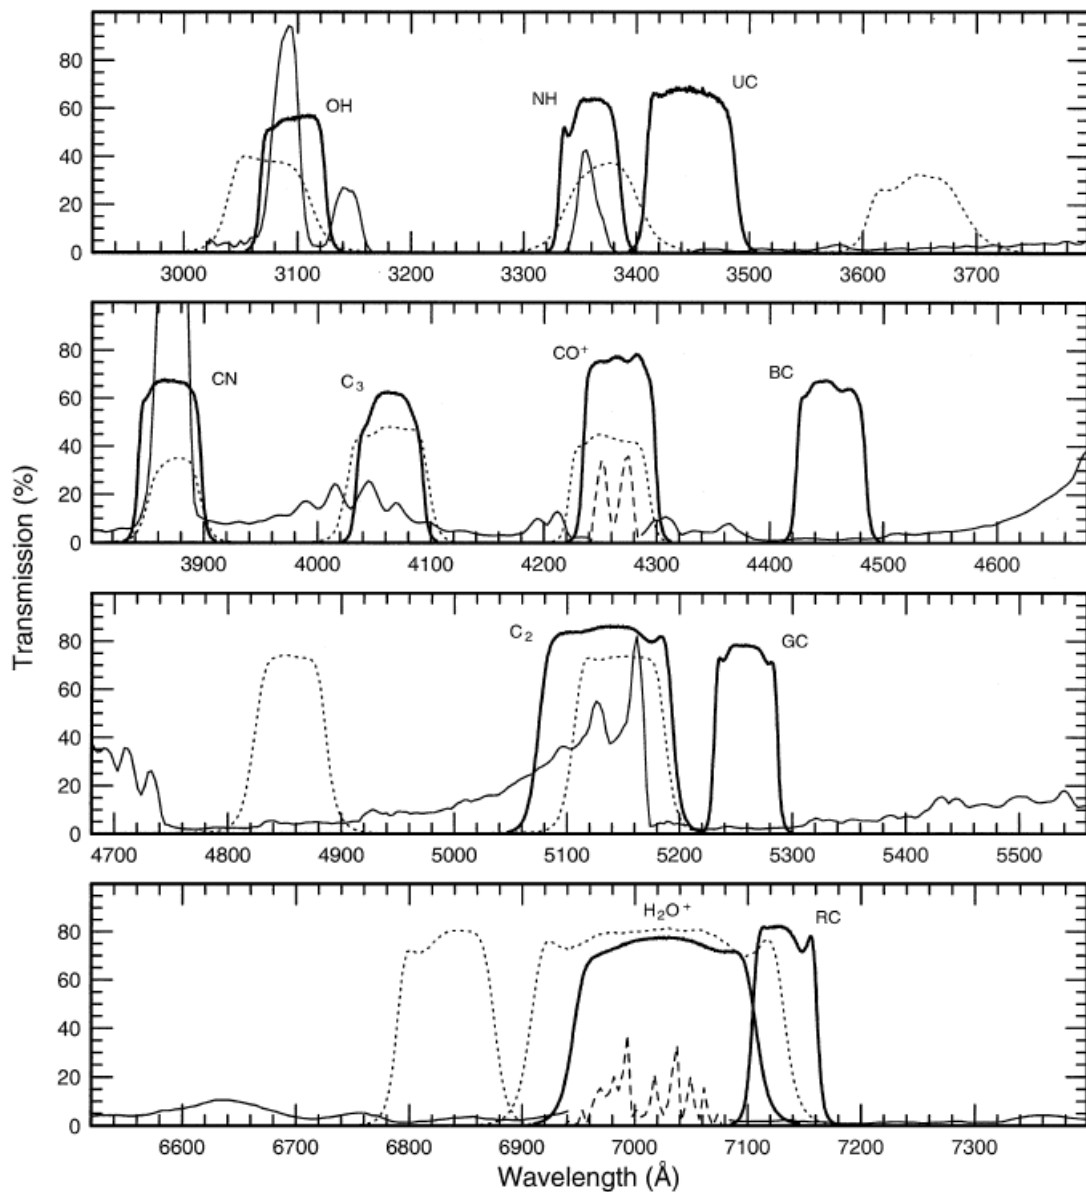 80
60
40
20
0
OH
NH
UC
3000 3100 3200 3300 3400 3500 3600 3700
80
60
40
20
0
CN
C₃
CO⁺
BC
3900 4000 4100 4200 4300 4400 4500 4600
Transmission (%)
80
60
40
20
0
C₂
GC
4700 4800 4900 5000 5100 5200 5300 5400 5500
80
60
40
20
0
H₂O⁺
RC
6600 6700 6800 6900 7000 7100 7200 7300
Wavelength (Å)